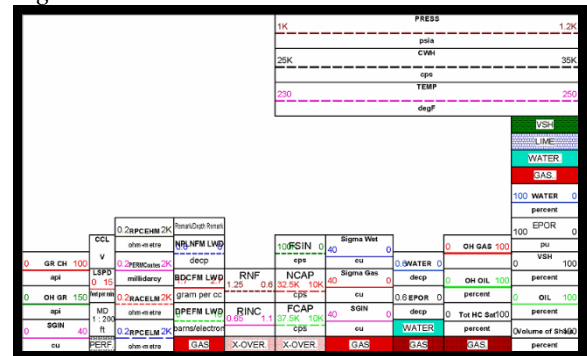 PRESS
1K 1.2K
psia
CWH
25K 35K
cps
TEMP
230 250
degF
VSH
LIME
WATER
GAS.
100 WATER 0
percent
100 EPOR 0
pu
0 VSH 100
percent
0 OIL 100
percent
0 Volume of Shale 100
percent
0 GR CH 100
api
0 OH GR 150
api
40 SGIN 0
cu
CCL
V
LSPD
0 15
feet per min
MD
1 : 200
ft
PERF.
0.2 RPCEHM 2K
ohm-metre
0.2 PERMCoates 2K
millidarcy
0.2 RACELM 2K
ohm-metre
0.2 RPCELM 2K
ohm-metre
Remark/Depth Remark
NPLNFM LWD
decp
BDCFM LWD
gram per cc
DPEFM LWD
barns/electron
GAS
RNF
1.25 0.6
RINC
0.65 1.1
X-OVER.
100 FSIN 0
cps
NCAP
32.5K 10K
cps
FCAP
37.5K 10K
cps
X-OVER.
Sigma Wet
40 0
cu
Sigma Gas
40 0
cu
SGIN
40 0
cu
GAS
0.6 WATER 0
decp
0.6 EPOR 0
decp
WATER
GAS
0 OH GAS 100
percent
0 OH OIL 100
percent
0 Tot HC Sat 100
percent
GAS